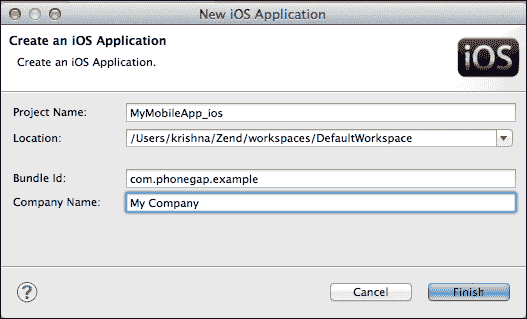 New iOS Application
Create an iOS Application
Create an iOS Application.
iOS
Project Name: MyMobileApp_ios
Location: /Users/krishna/Zend/workspaces/DefaultWorkspace
Bundle Id: com.phonegap.example
Company Name: My Company
? Cancel Finish